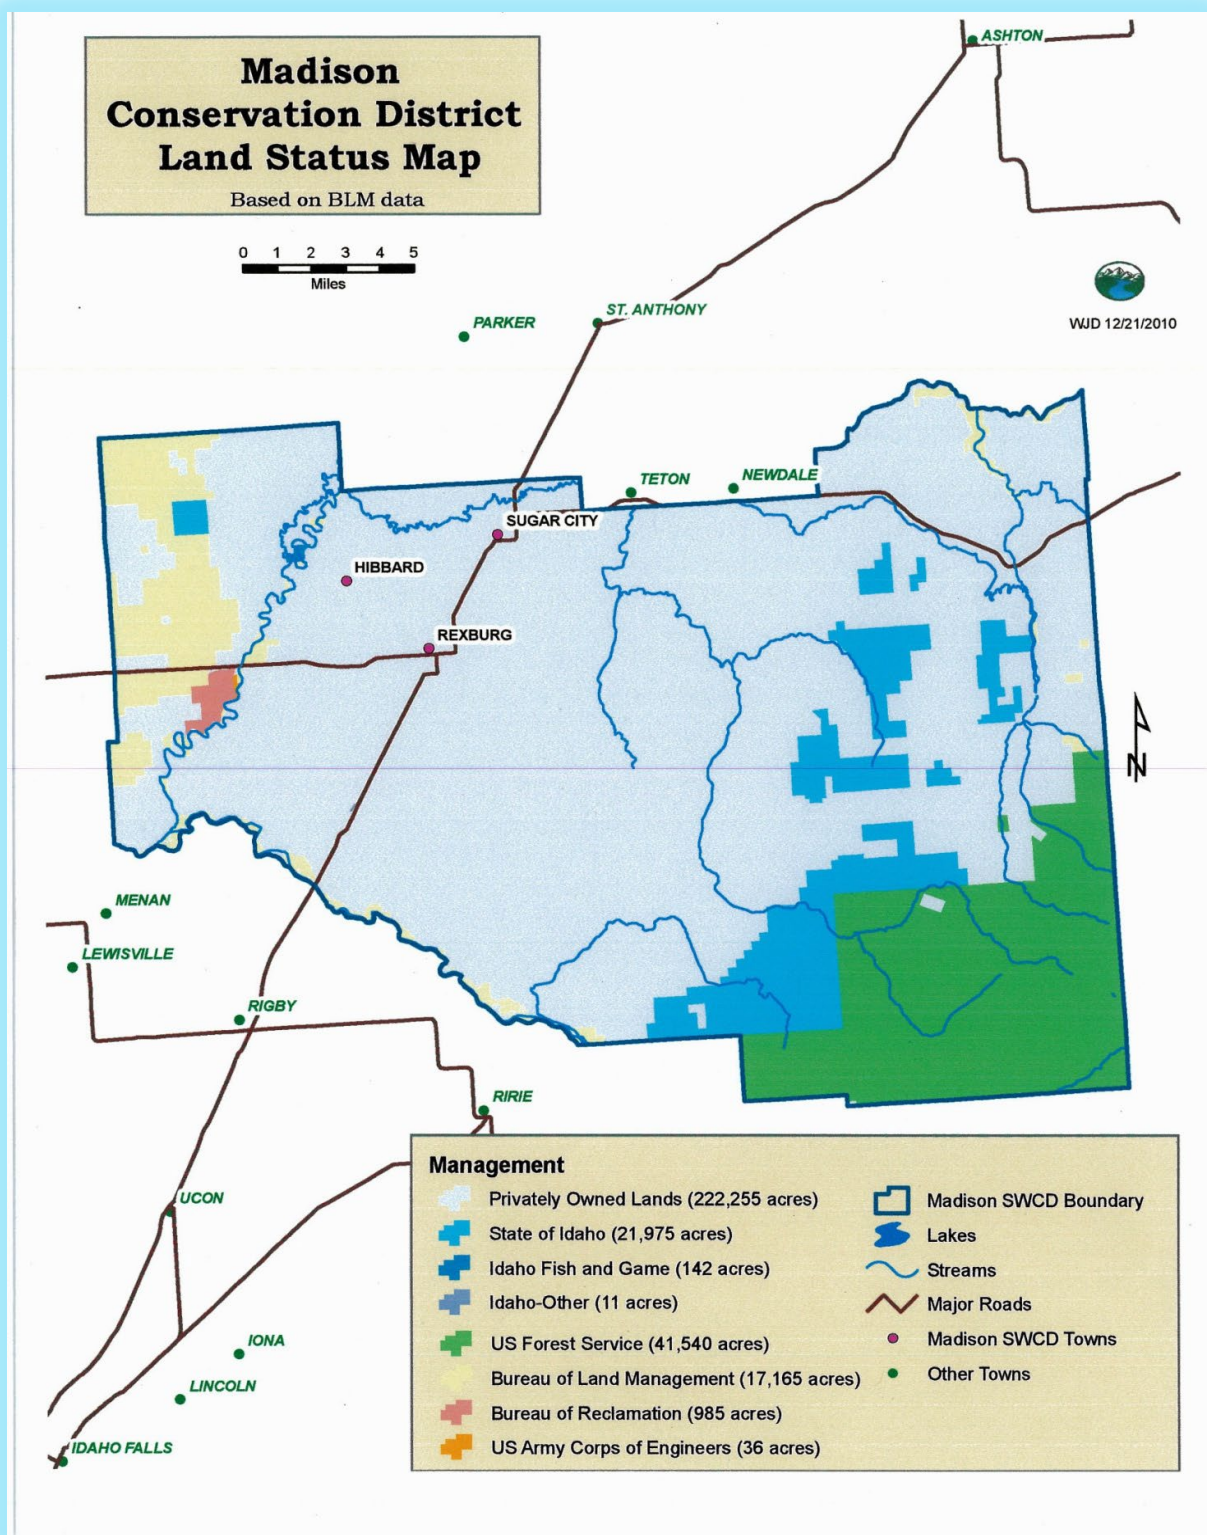 Madison
Conservation District
Land Status Map
Based on BLM data
0 1 2 3 4 5
Miles
ASHTON
WJD 12/21/2010
PARKER
ST. ANTHONY
TETON
NEWDALE
SUGAR CITY
HIBBARD
REXBURG
N
MENAN
LEWISVILLE
RIGBY
RIRIE
UCON
IONA
LINCOLN
IDAHO FALLS
Management
Privately Owned Lands (222,255 acres)
State of Idaho (21,975 acres)
Idaho Fish and Game (142 acres)
Idaho-Other (11 acres)
US Forest Service (41,540 acres)
Bureau of Land Management (17,165 acres)
Bureau of Reclamation (985 acres)
US Army Corps of Engineers (36 acres)
Madison SWCD Boundary
Lakes
Streams
Major Roads
Madison SWCD Towns
Other Towns